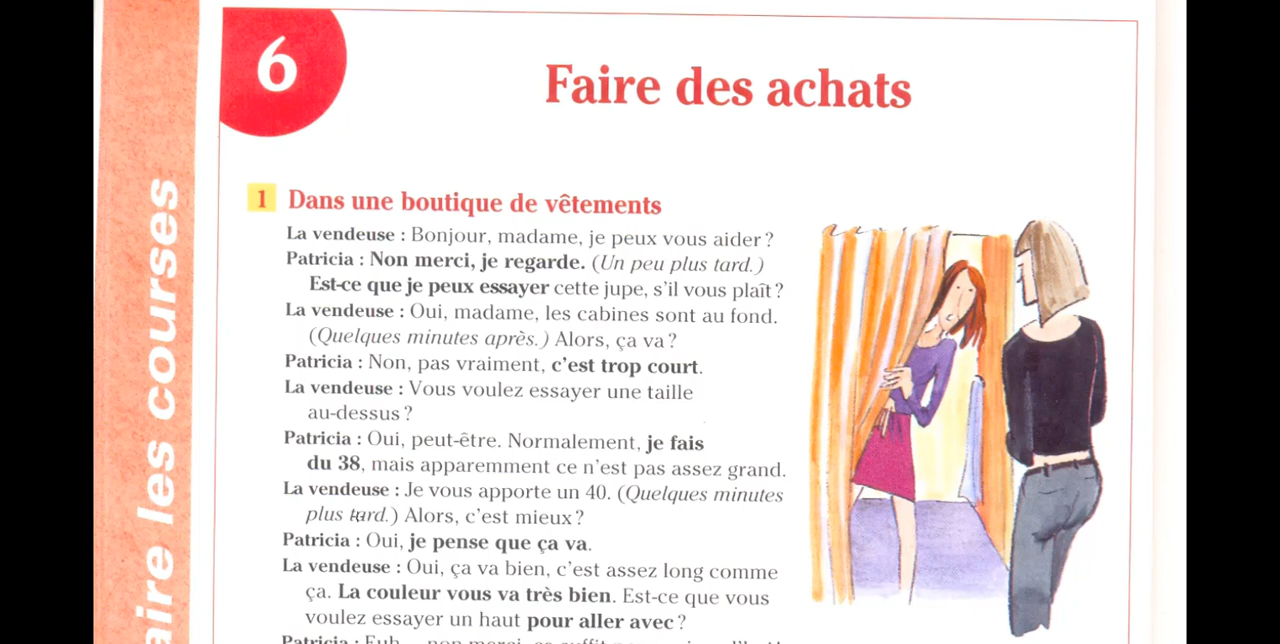 6
Faire des achats
1 Dans une boutique de vêtements
La vendeuse : Bonjour, madame, je peux vous aider ?
Patricia : Non merci, je regarde. (Un peu plus tard.)
Est-ce que je peux essayer cette jupe, s'il vous plaît ?
La vendeuse : Oui, madame, les cabines sont au fond.
(Quelques minutes après.) Alors, ça va ?
Patricia : Non, pas vraiment, c'est trop court.
La vendeuse : Vous voulez essayer une taille
au-dessus ?
Patricia : Oui, peut-être. Normalement, je fais
du 38, mais apparemment ce n'est pas assez grand.
La vendeuse : Je vous apporte un 40. (Quelques minutes
plus tard.) Alors, c'est mieux ?
Patricia : Oui, je pense que ça va.
La vendeuse : Oui, ça va bien, c'est assez long comme
ça. La couleur vous va très bien. Est-ce que vous
voulez essayer un haut pour aller avec ?
Patricia : Euh
aire les courses